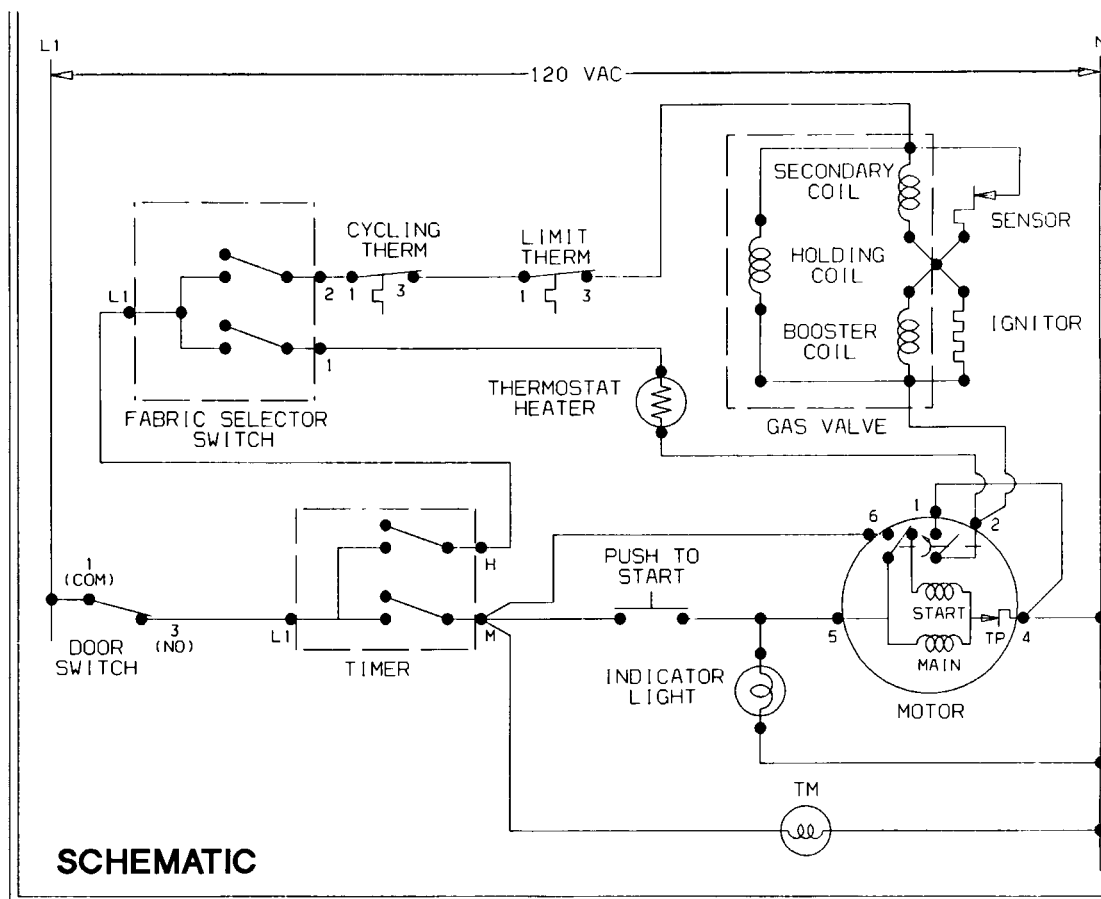 L1
N
120 VAC
SECONDARY
COIL
SENSOR
CYCLING
THERM
LIMIT
THERM
HOLDING
COIL
L1
2
1
3
1
3
IGNITOR
BOOSTER
COIL
1
THERMOSTAT
HEATER
FABRIC SELECTOR
SWITCH
GAS VALVE
1
6
2
H
PUSH TO
START
1
(COM)
3
(NO)
L1
M
5
START
TP
4
MAIN
DOOR
SWITCH
TIMER
INDICATOR
LIGHT
MOTOR
TM
SCHEMATIC